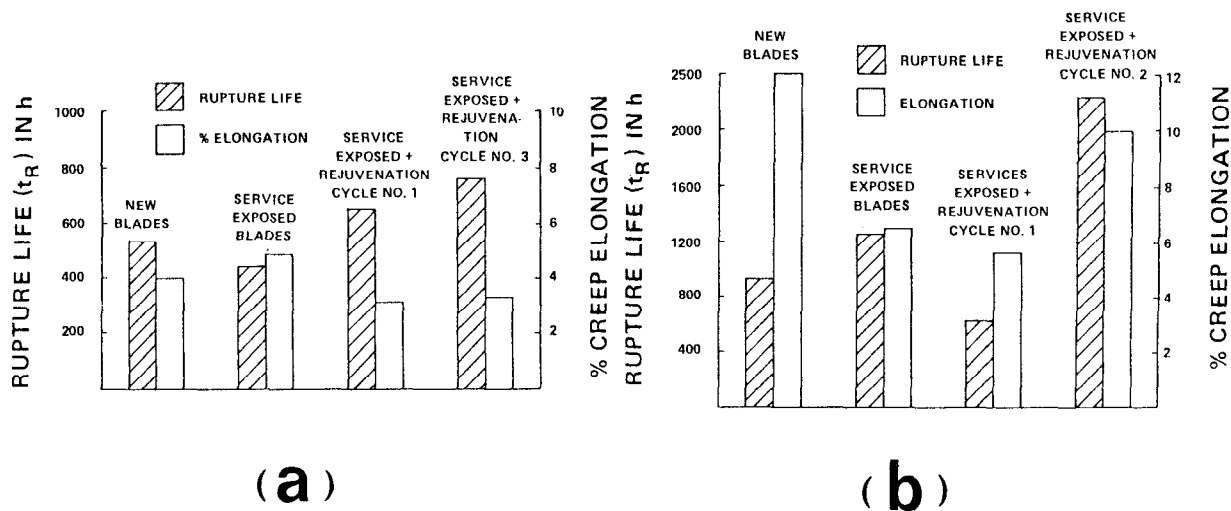 RUPTURE LIFE (tR) IN h
1000
800
600
400
200
RUPTURE LIFE
% ELONGATION
NEW
BLADES
SERVICE
EXPOSED
BLADES
SERVICE
EXPOSED +
REJUVENATION
CYCLE NO. 1
SERVICE
EXPOSED +
REJUVENA-
TION
CYCLE NO. 3
10
8
6
4
2
% CREEP ELONGATION
(a)
RUPTURE LIFE (tR) IN h
2500
2000
1600
1200
800
400
NEW
BLADES
RUPTURE LIFE
ELONGATION
SERVICE
EXPOSED
BLADES
SERVICES
EXPOSED +
REJUVENATION
CYCLE NO. 1
SERVICE
EXPOSED +
REJUVENATION
CYCLE NO. 2
12
10
8
6
4
2
% CREEP ELONGATION
(b)